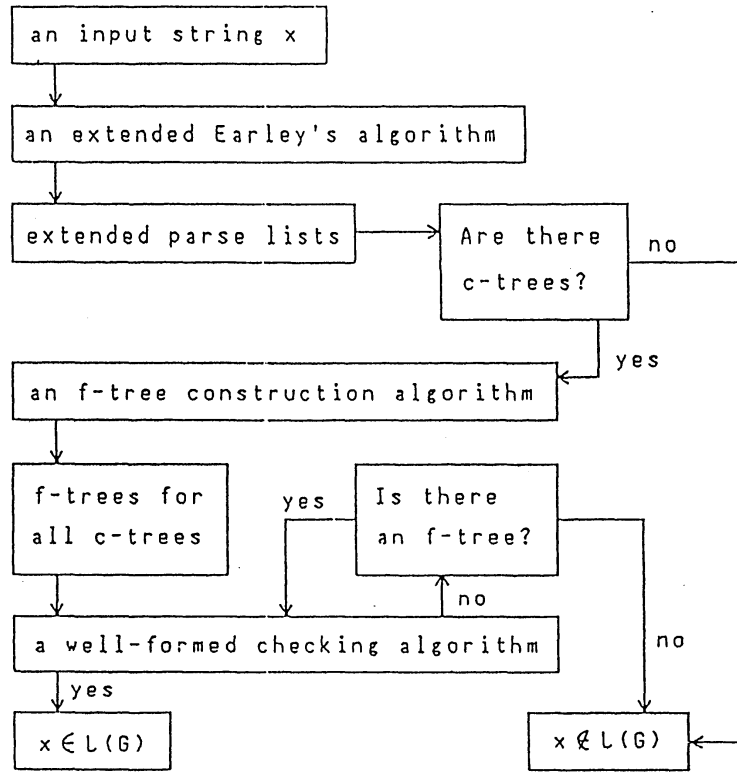 an input string x
an extended Earley's algorithm
extended parse lists
Are there
c-trees?
no
yes
an f-tree construction algorithm
f-trees for
all c-trees
yes
Is there
an f-tree?
no
a well-formed checking algorithm
no
yes
x ∈ L(G)
x ∉ L(G)